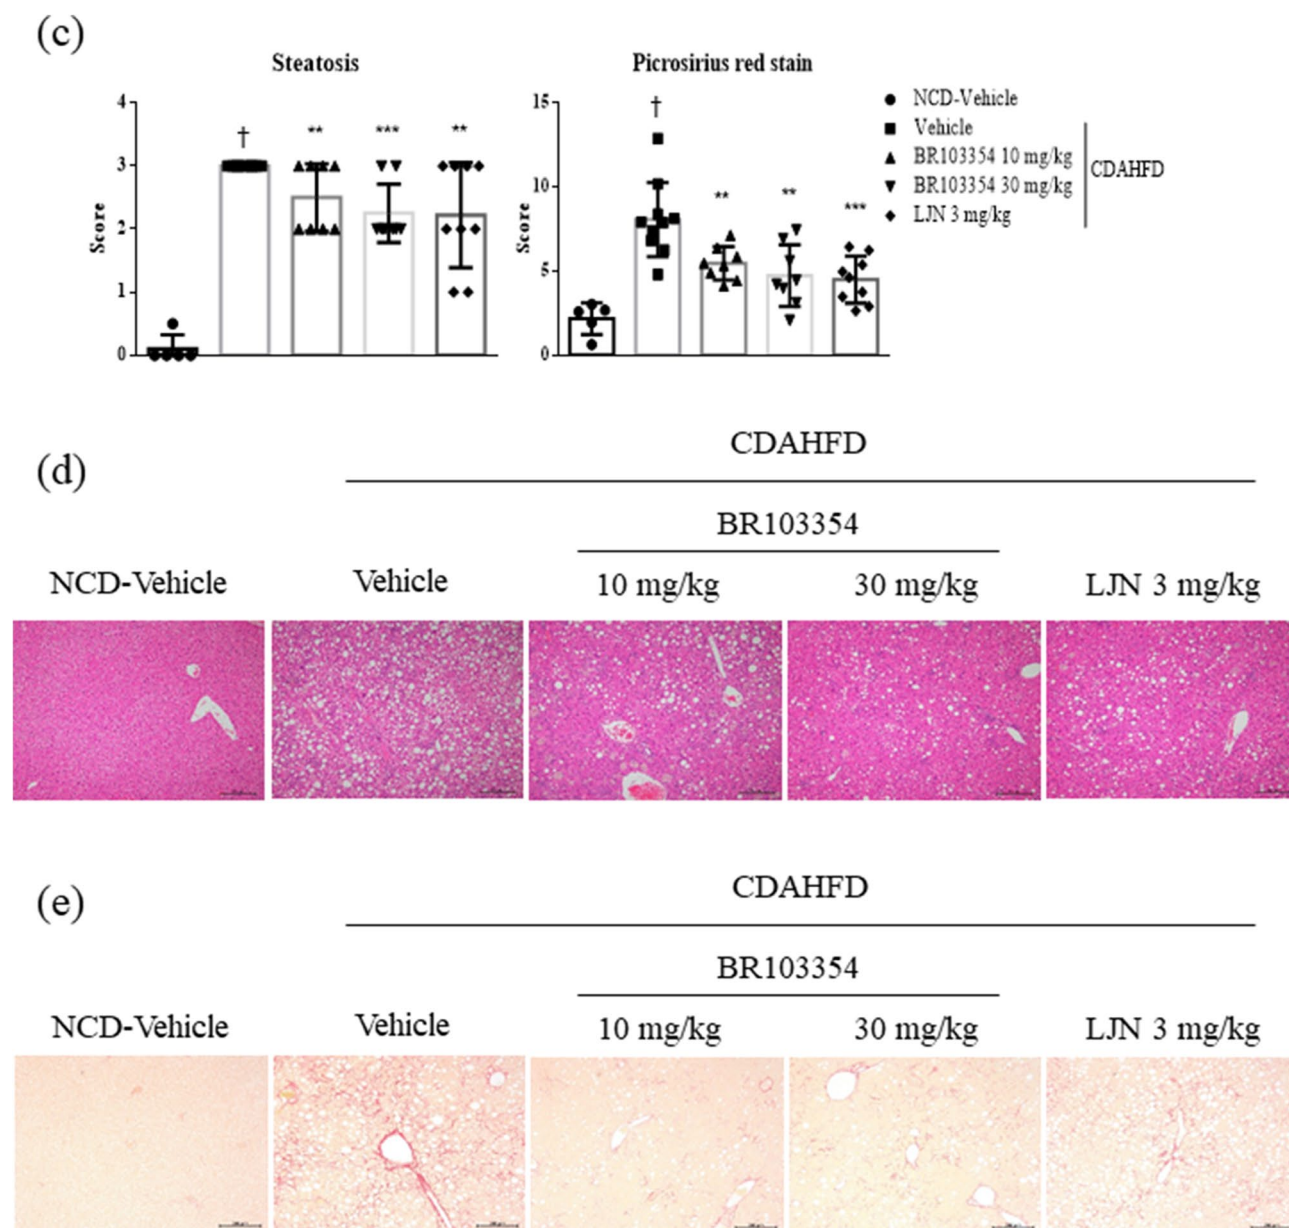 (c)
Steatosis
Picrosirius red stain
Score
4
3
2
1
0
†
**
***
**
Score
15
10
5
0
†
**
**
***
NCD-Vehicle
Vehicle
BR103354 10 mg/kg
BR103354 30 mg/kg
LJN 3 mg/kg
CDAHFD
(d)
CDAHFD
BR103354
NCD-Vehicle Vehicle 10 mg/kg 30 mg/kg LJN 3 mg/kg
(e)
CDAHFD
BR103354
NCD-Vehicle Vehicle 10 mg/kg 30 mg/kg LJN 3 mg/kg